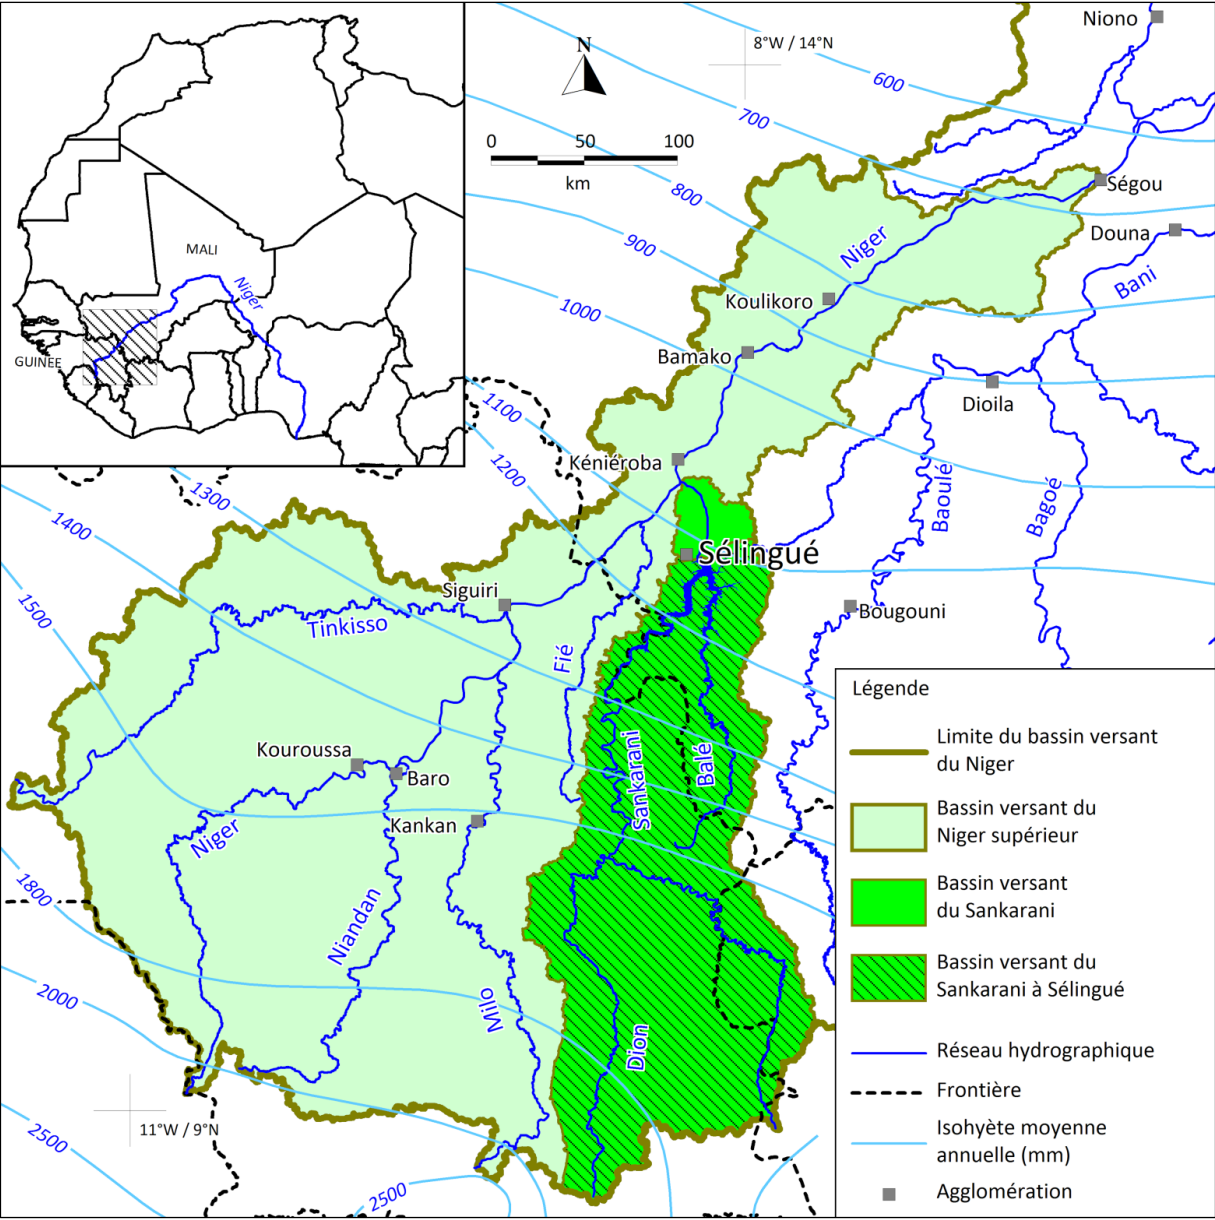 MALI
Niger
GUINEE
N
0 50 100
km
8°W / 14°N
Niono
600
700
800
900
1000
1100
1200
1300
1400
1500
1800
2000
2500
2500
Ségou
Douna
Bani
Niger
Koulikoro
Bamako
Dioila
Kéniéroba
Baoulé
Bagoé
Sélingué
Siguiri
Tinkisso
Fié
Bougouni
Kouroussa
Baro
Kankan
Niger
Sankarani
Balé
Niandan
Milo
Dion
11°W / 9°N
Légende
Limite du bassin versant
du Niger
Bassin versant du
Niger supérieur
Bassin versant
du Sankarani
Bassin versant du
Sankarani à Sélingué
Réseau hydrographique
Frontière
Isohyète moyenne
annuelle (mm)
Agglomération